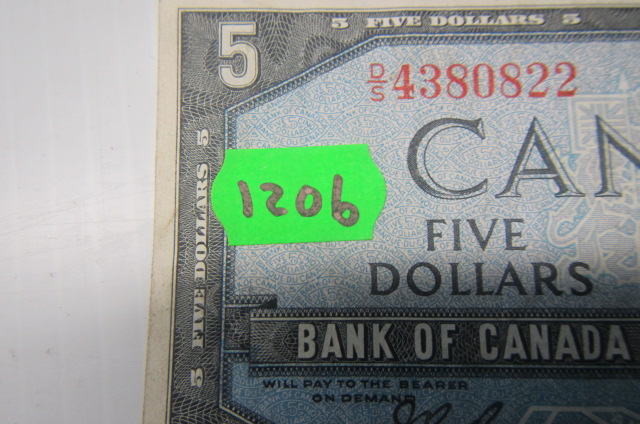 5 FIVE DOLLARS 5
5
D/S 4380822
CAN
1206
FIVE
DOLLARS
5 FIVE DOLLARS 5
BANK OF CANADA
WILL PAY TO THE BEARER
ON DEMAND